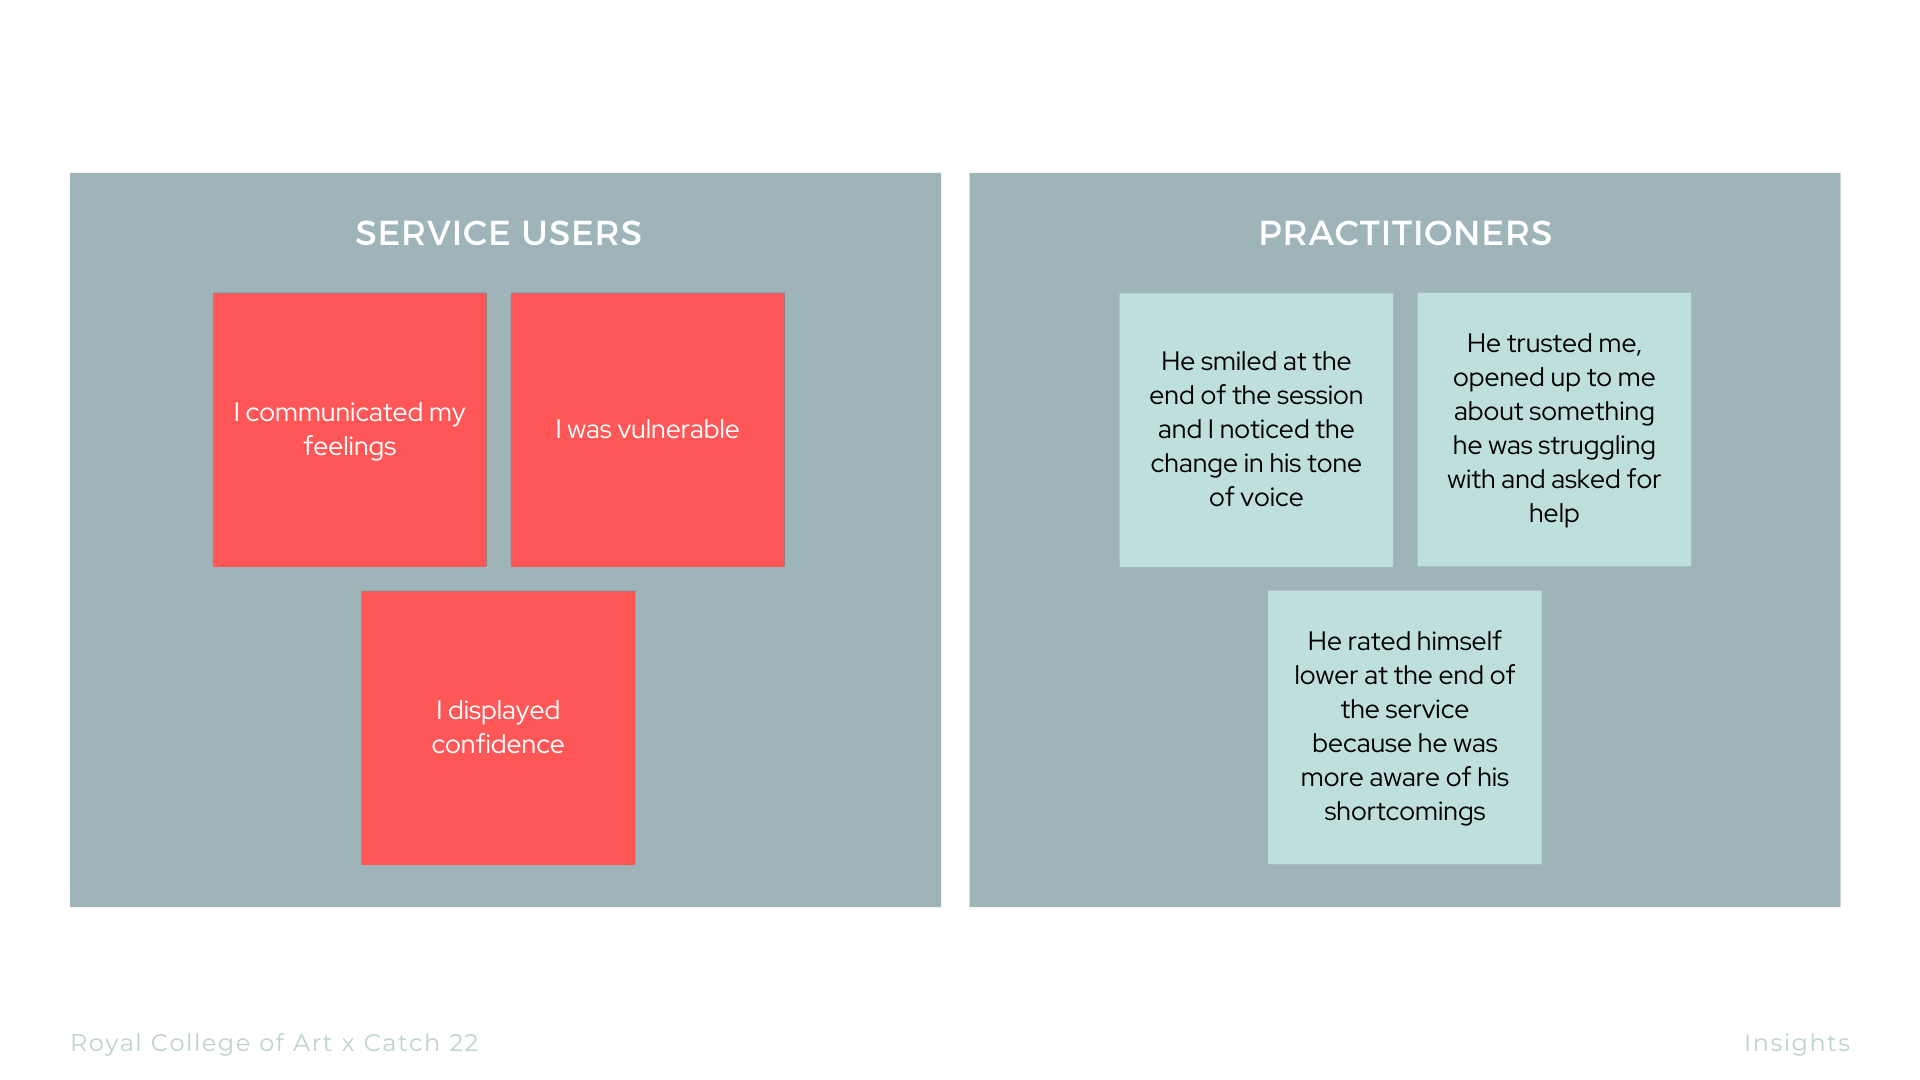 SERVICE USERS
I communicated my
feelings
I was vulnerable
I displayed
confidence
PRACTITIONERS
He smiled at the
end of the session
and I noticed the
change in his tone
of voice
He trusted me,
opened up to me
about something
he was struggling
with and asked for
help
He rated himself
lower at the end of
the service
because he was
more aware of his
shortcomings
Royal College of Art x Catch 22
Insights